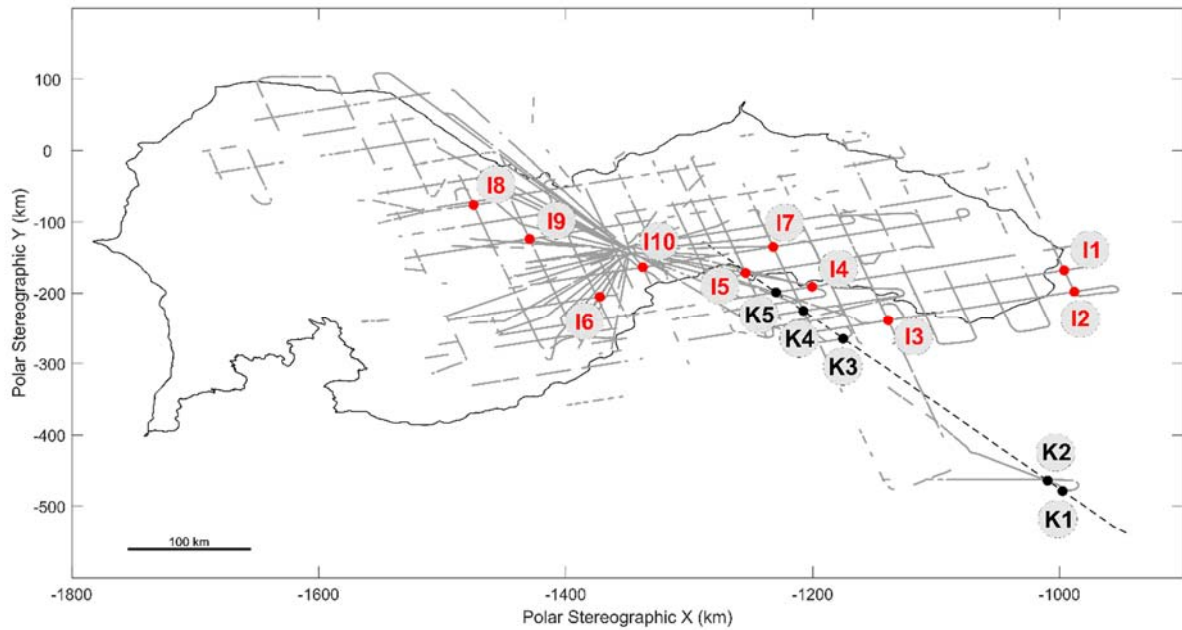 100
0
-100
-200
-300
-400
-500
Polar Stereographic Y (km)
I8
I9
I10
I7
I4
I5
I6
K5
K4
K3
I3
I1
I2
K2
K1
100 km
-1800
-1600
-1400
-1200
-1000
Polar Stereographic X (km)